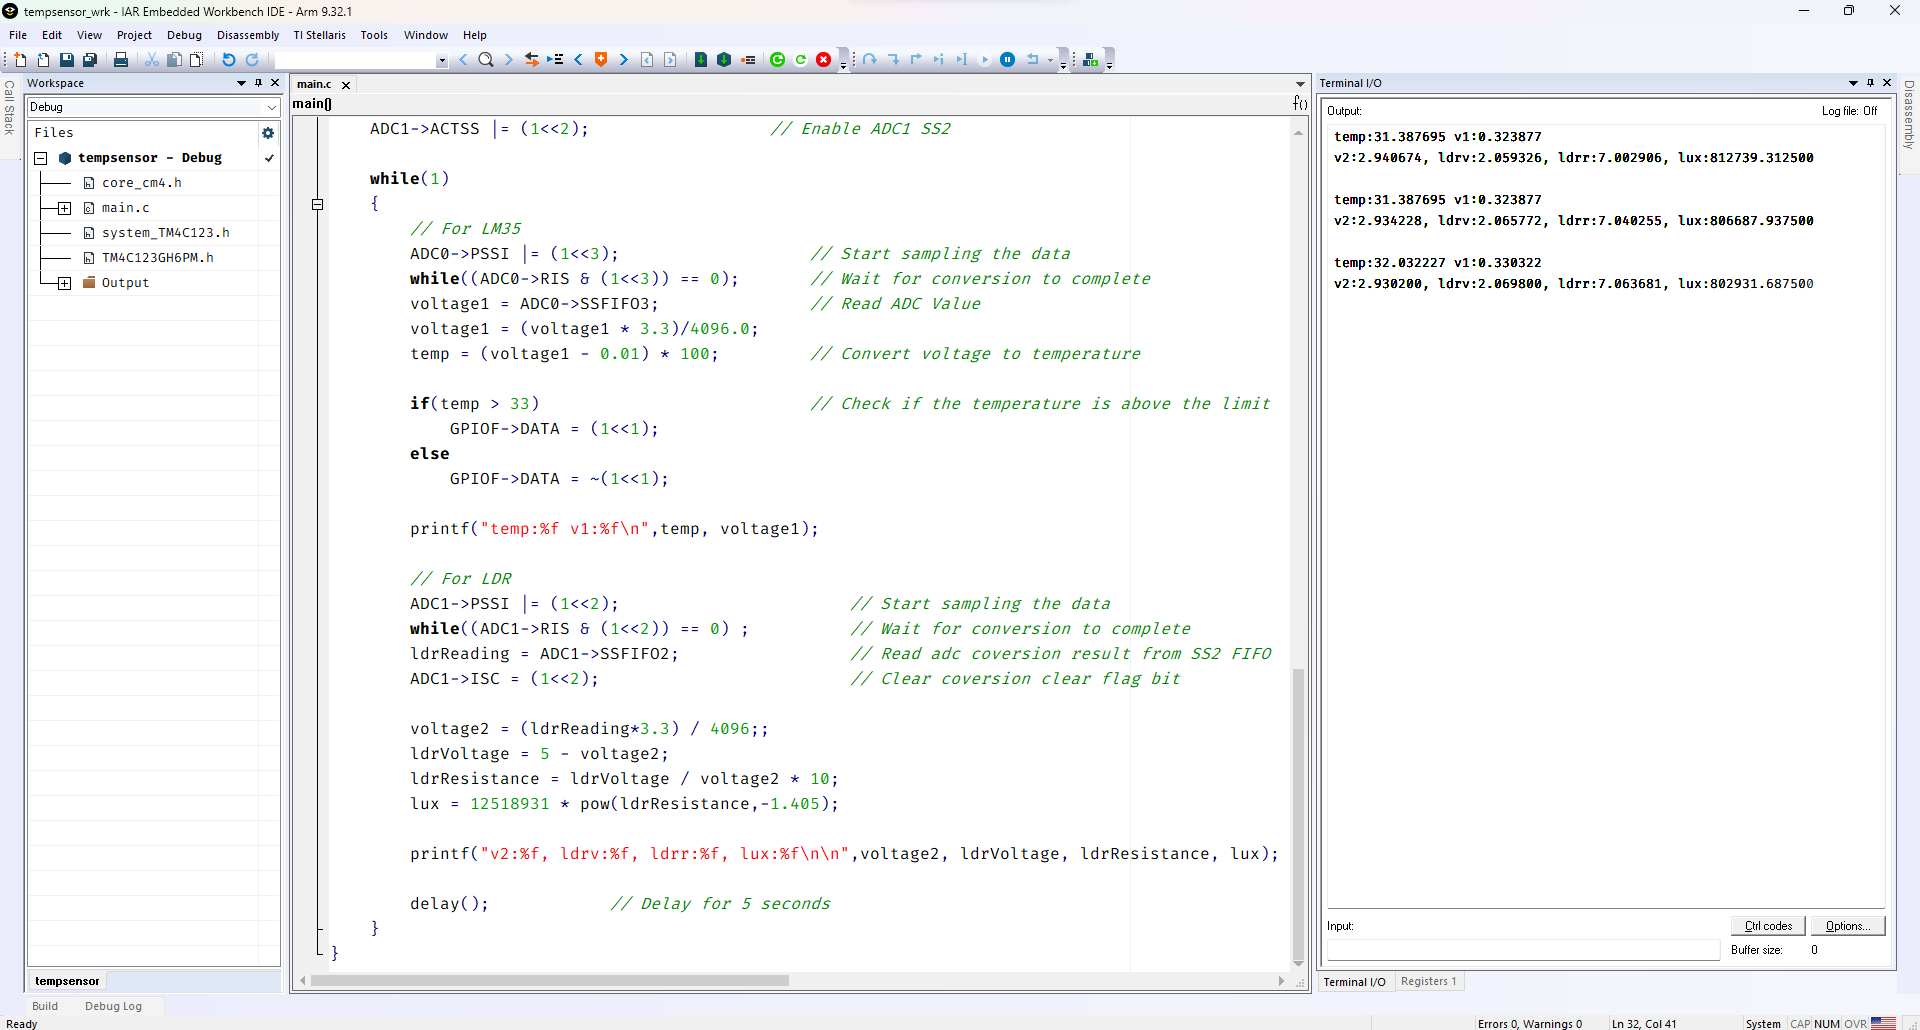 tempsensor_wrk - IAR Embedded Workbench IDE - Arm 9.32.1
File Edit View Project Debug Disassembly TI Stellaris Tools Window Help
Call Stack
Workspace
Debug
Files
tempsensor - Debug
core_cm4.h
main.c
system_TM4C123.h
TM4C123GH6PM.h
Output
tempsensor
main.c
main()
f()
ADC1->ACTSS |= (1<<2); // Enable ADC1 SS2
while(1)
{
// For LM35
ADC0->PSSI |= (1<<3); // Start sampling the data
while((ADC0->RIS & (1<<3)) == 0); // Wait for conversion to complete
voltage1 = ADC0->SSFIFO3; // Read ADC Value
voltage1 = (voltage1 * 3.3)/4096.0;
temp = (voltage1 - 0.01) * 100; // Convert voltage to temperature
if(temp > 33) // Check if the temperature is above the limit
GPIOF->DATA = (1<<1);
else
GPIOF->DATA = ~(1<<1);
printf("temp:%f v1:%f\n",temp, voltage1);
// For LDR
ADC1->PSSI |= (1<<2); // Start sampling the data
while((ADC1->RIS & (1<<2)) == 0) ; // Wait for conversion to complete
ldrReading = ADC1->SSFIFO2; // Read adc coversion result from SS2 FIFO
ADC1->ISC = (1<<2); // Clear coversion clear flag bit
voltage2 = (ldrReading*3.3) / 4096;;
ldrVoltage = 5 - voltage2;
ldrResistance = ldrVoltage / voltage2 * 10;
lux = 12518931 * pow(ldrResistance,-1.405);
printf("v2:%f, ldrv:%f, ldrr:%f, lux:%f\n\n",voltage2, ldrVoltage, ldrResistance, lux);
delay(); // Delay for 5 seconds
}
}
Terminal I/O
Output: Log file: Off
temp:31.387695 v1:0.323877
v2:2.940674, ldrv:2.059326, ldrr:7.002906, lux:812739.312500
temp:31.387695 v1:0.323877
v2:2.934228, ldrv:2.065772, ldrr:7.040255, lux:806687.937500
temp:32.032227 v1:0.330322
v2:2.930200, ldrv:2.069800, ldrr:7.063681, lux:802931.687500
Input: Ctrl codes Options...
Buffer size: 0
Terminal I/O Registers 1
Disassembly
Build Debug Log
Ready Errors 0, Warnings 0 Ln 32, Col 41 System CAP NUM OVR